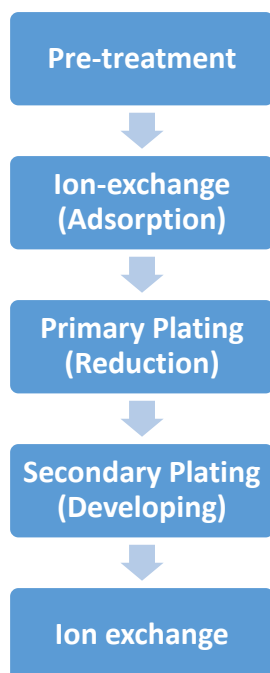 Pre-treatment
Ion-exchange
(Adsorption)
Primary Plating
(Reduction)
Secondary Plating
(Developing)
Ion exchange